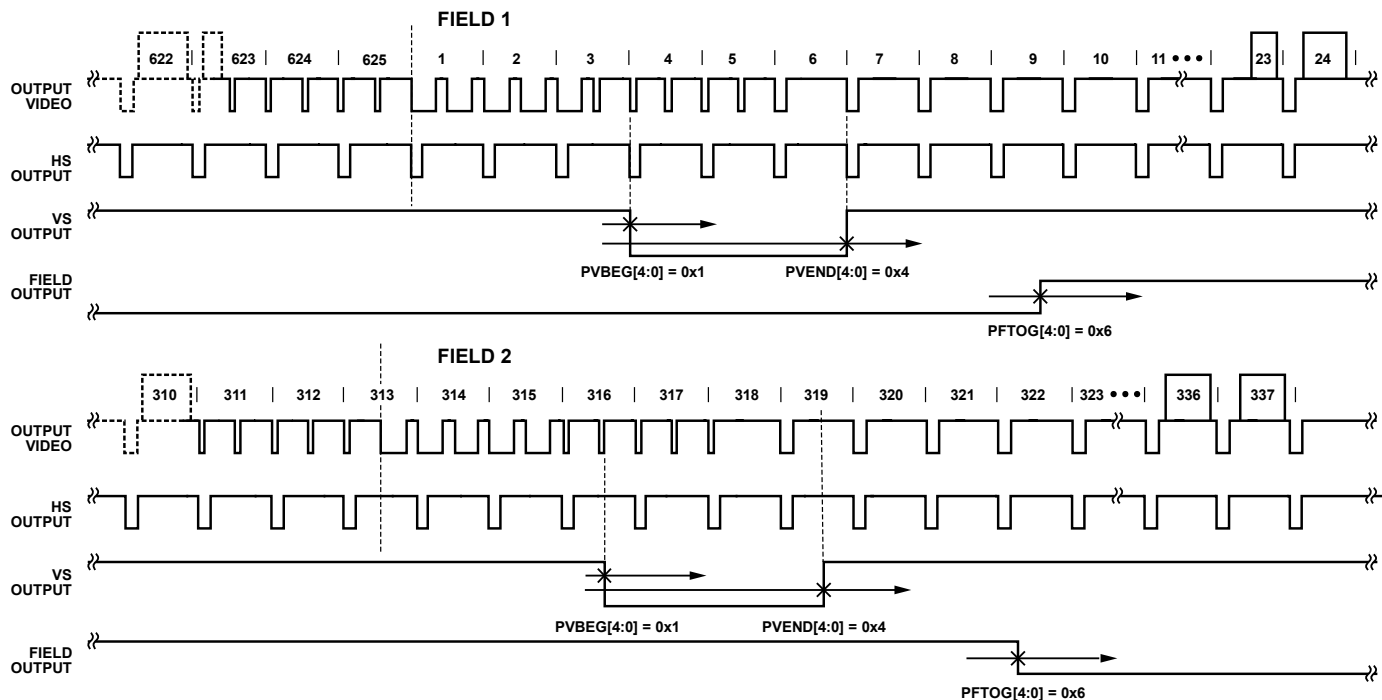 FIELD 1
622 623 624 625 1 2 3 4 5 6 7 8 9 10 11 ••• 23 24
OUTPUT
VIDEO
HS
OUTPUT
VS
OUTPUT
PVBEG[4:0] = 0x1 PVEND[4:0] = 0x4
FIELD
OUTPUT
PFTOG[4:0] = 0x6
FIELD 2
310 311 312 313 314 315 316 317 318 319 320 321 322 323 ••• 336 337
OUTPUT
VIDEO
HS
OUTPUT
VS
OUTPUT
PVBEG[4:0] = 0x1 PVEND[4:0] = 0x4
FIELD
OUTPUT
PFTOG[4:0] = 0x6